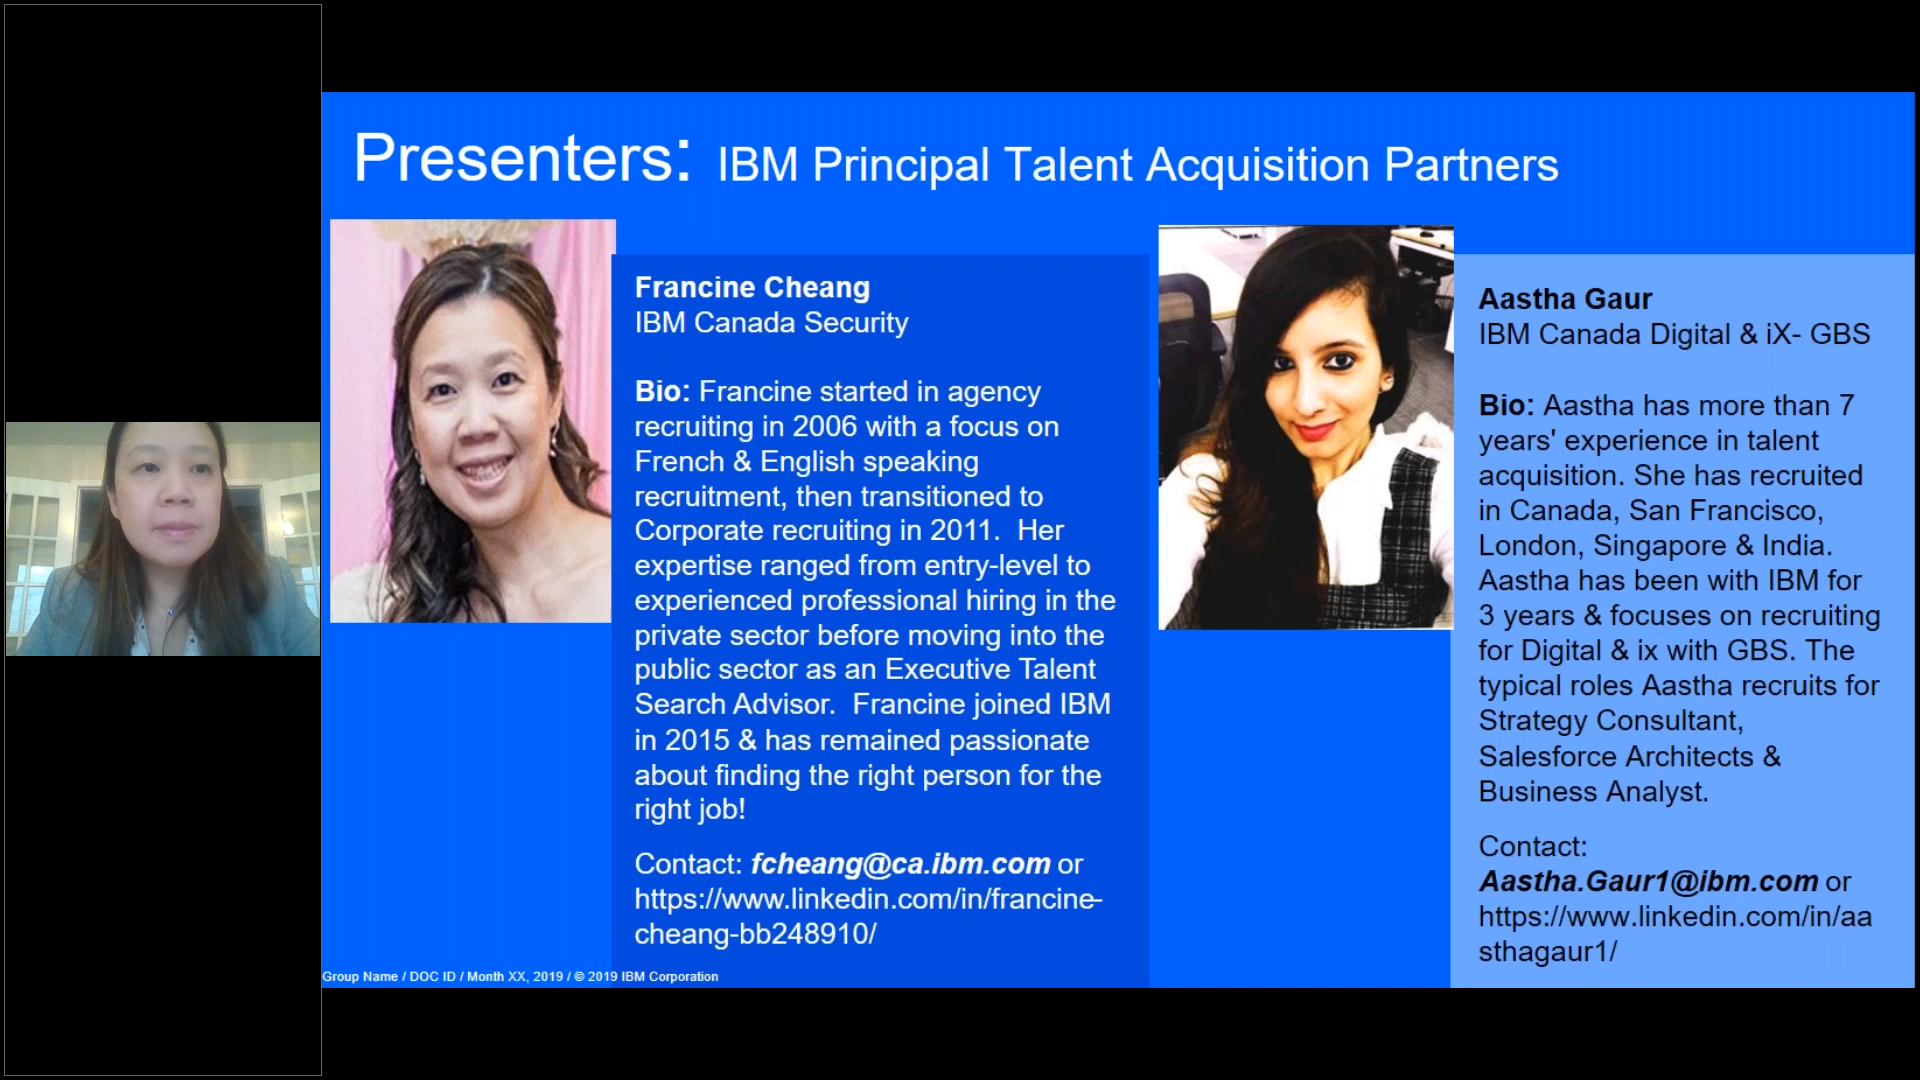 Presenters: IBM Principal Talent Acquisition Partners
Francine Cheang
IBM Canada Security
Bio: Francine started in agency
recruiting in 2006 with a focus on
French & English speaking
recruitment, then transitioned to
Corporate recruiting in 2011.  Her
expertise ranged from entry-level to
experienced professional hiring in the
private sector before moving into the
public sector as an Executive Talent
Search Advisor.  Francine joined IBM
in 2015 & has remained passionate
about finding the right person for the
right job!
Contact: fcheang@ca.ibm.com or
https://www.linkedin.com/in/francine-
cheang-bb248910/
Aastha Gaur
IBM Canada Digital & iX- GBS
Bio: Aastha has more than 7
years' experience in talent
acquisition. She has recruited
in Canada, San Francisco,
London, Singapore & India.
Aastha has been with IBM for
3 years & focuses on recruiting
for Digital & ix with GBS. The
typical roles Aastha recruits for
Strategy Consultant,
Salesforce Architects &
Business Analyst.
Contact:
Aastha.Gaur1@ibm.com or
https://www.linkedin.com/in/aa
sthagaur1/
Group Name / DOC ID / Month XX, 2019 / © 2019 IBM Corporation